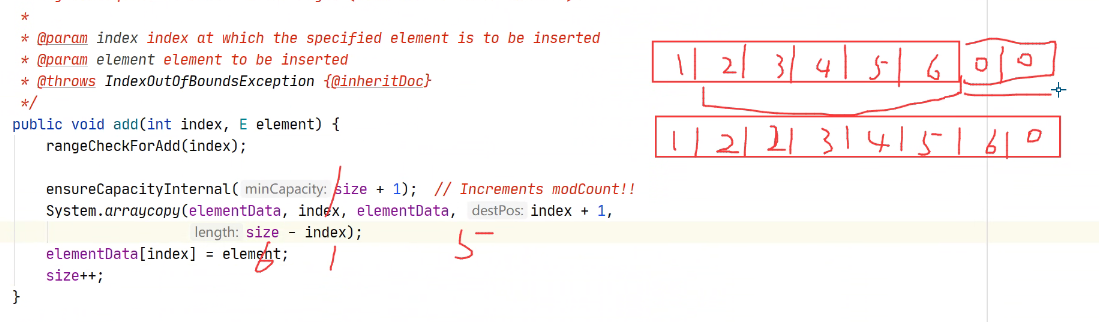 *
* @param index index at which the specified element is to be inserted
* @param element element to be inserted
* @throws IndexOutOfBoundsException {@inheritDoc}
*/
public void add(int index, E element) {
rangeCheckForAdd(index);
ensureCapacityInternal( minCapacity: size + 1);  // Increments modCount!!
System.arraycopy(elementData, index, elementData,  destPos: index + 1,
length: size - index);
elementData[index] = element;
size++;
}
1 2 3 4 5 6 0 0
1 2 2 3 4 5 6 0
1
6 1 5